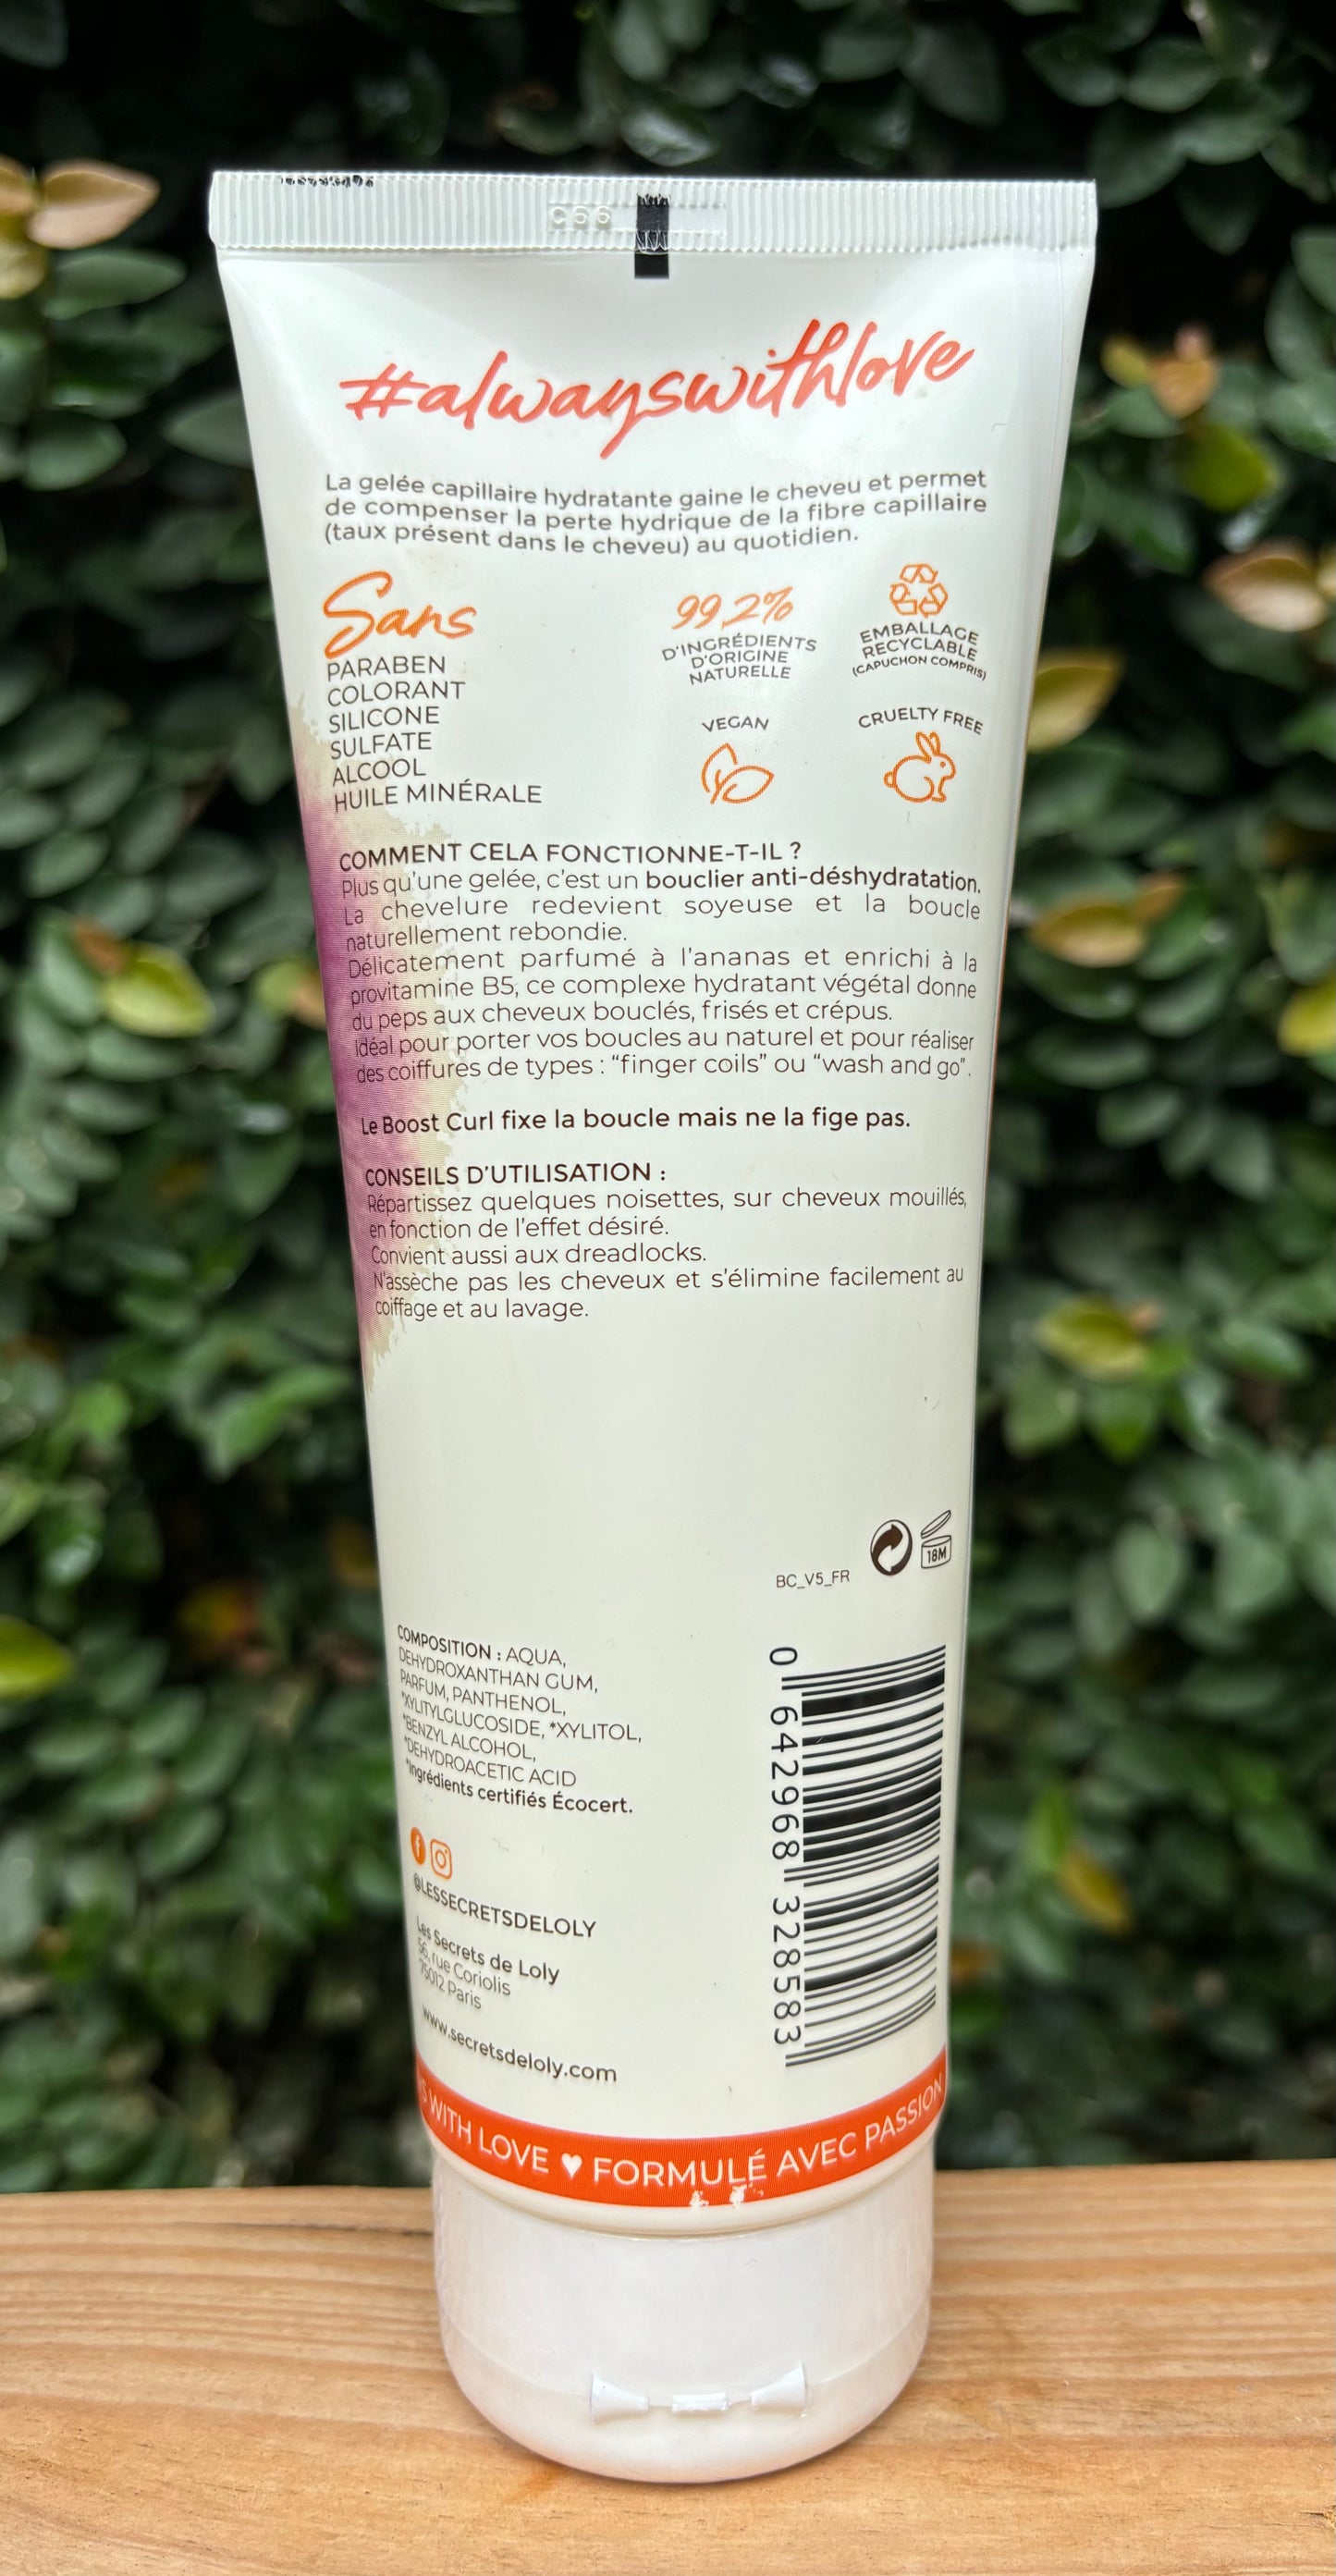 C66
#alwayswithlove
La gelée capillaire hydratante gaine le cheveu et permet
de compenser la perte hydrique de la fibre capillaire
(taux présent dans le cheveu) au quotidien.
Sans
PARABEN
COLORANT
SILICONE
SULFATE
ALCOOL
HUILE MINÉRALE
99,2%
D'INGRÉDIENTS
D'ORIGINE
NATURELLE
EMBALLAGE
RECYCLABLE
(CAPUCHON COMPRIS)
VEGAN
CRUELTY FREE
COMMENT CELA FONCTIONNE-T-IL ?
Plus qu'une gelée, c'est un bouclier anti-déshydratation.
La chevelure redevient soyeuse et la boucle
naturellement rebondie.
Délicatement parfumé à l'ananas et enrichi à la
provitamine B5, ce complexe hydratant végétal donne
du peps aux cheveux bouclés, frisés et crépus.
Idéal pour porter vos boucles au naturel et pour réaliser
des coiffures de types : “finger coils” ou “wash and go”.
Le Boost Curl fixe la boucle mais ne la fige pas.
CONSEILS D'UTILISATION :
Répartissez quelques noisettes, sur cheveux mouillés,
en fonction de l'effet désiré.
Convient aussi aux dreadlocks.
N'assèche pas les cheveux et s'élimine facilement au
coiffage et au lavage.
BC_V5_FR
18M
COMPOSITION : AQUA,
DEHYDROXANTHAN GUM,
PARFUM, PANTHENOL,
*XYLITYLGLUCOSIDE, *XYLITOL,
*BENZYL ALCOHOL,
*DEHYDROACETIC ACID
*Ingrédients certifiés Écocert.
@LESSECRETSDELOLY
Les Secrets de Loly
56, rue Coriolis
75012 Paris
www.secretsdeloly.com
0 642968 328583
S WITH LOVE ♥ FORMULÉ AVEC PASSION